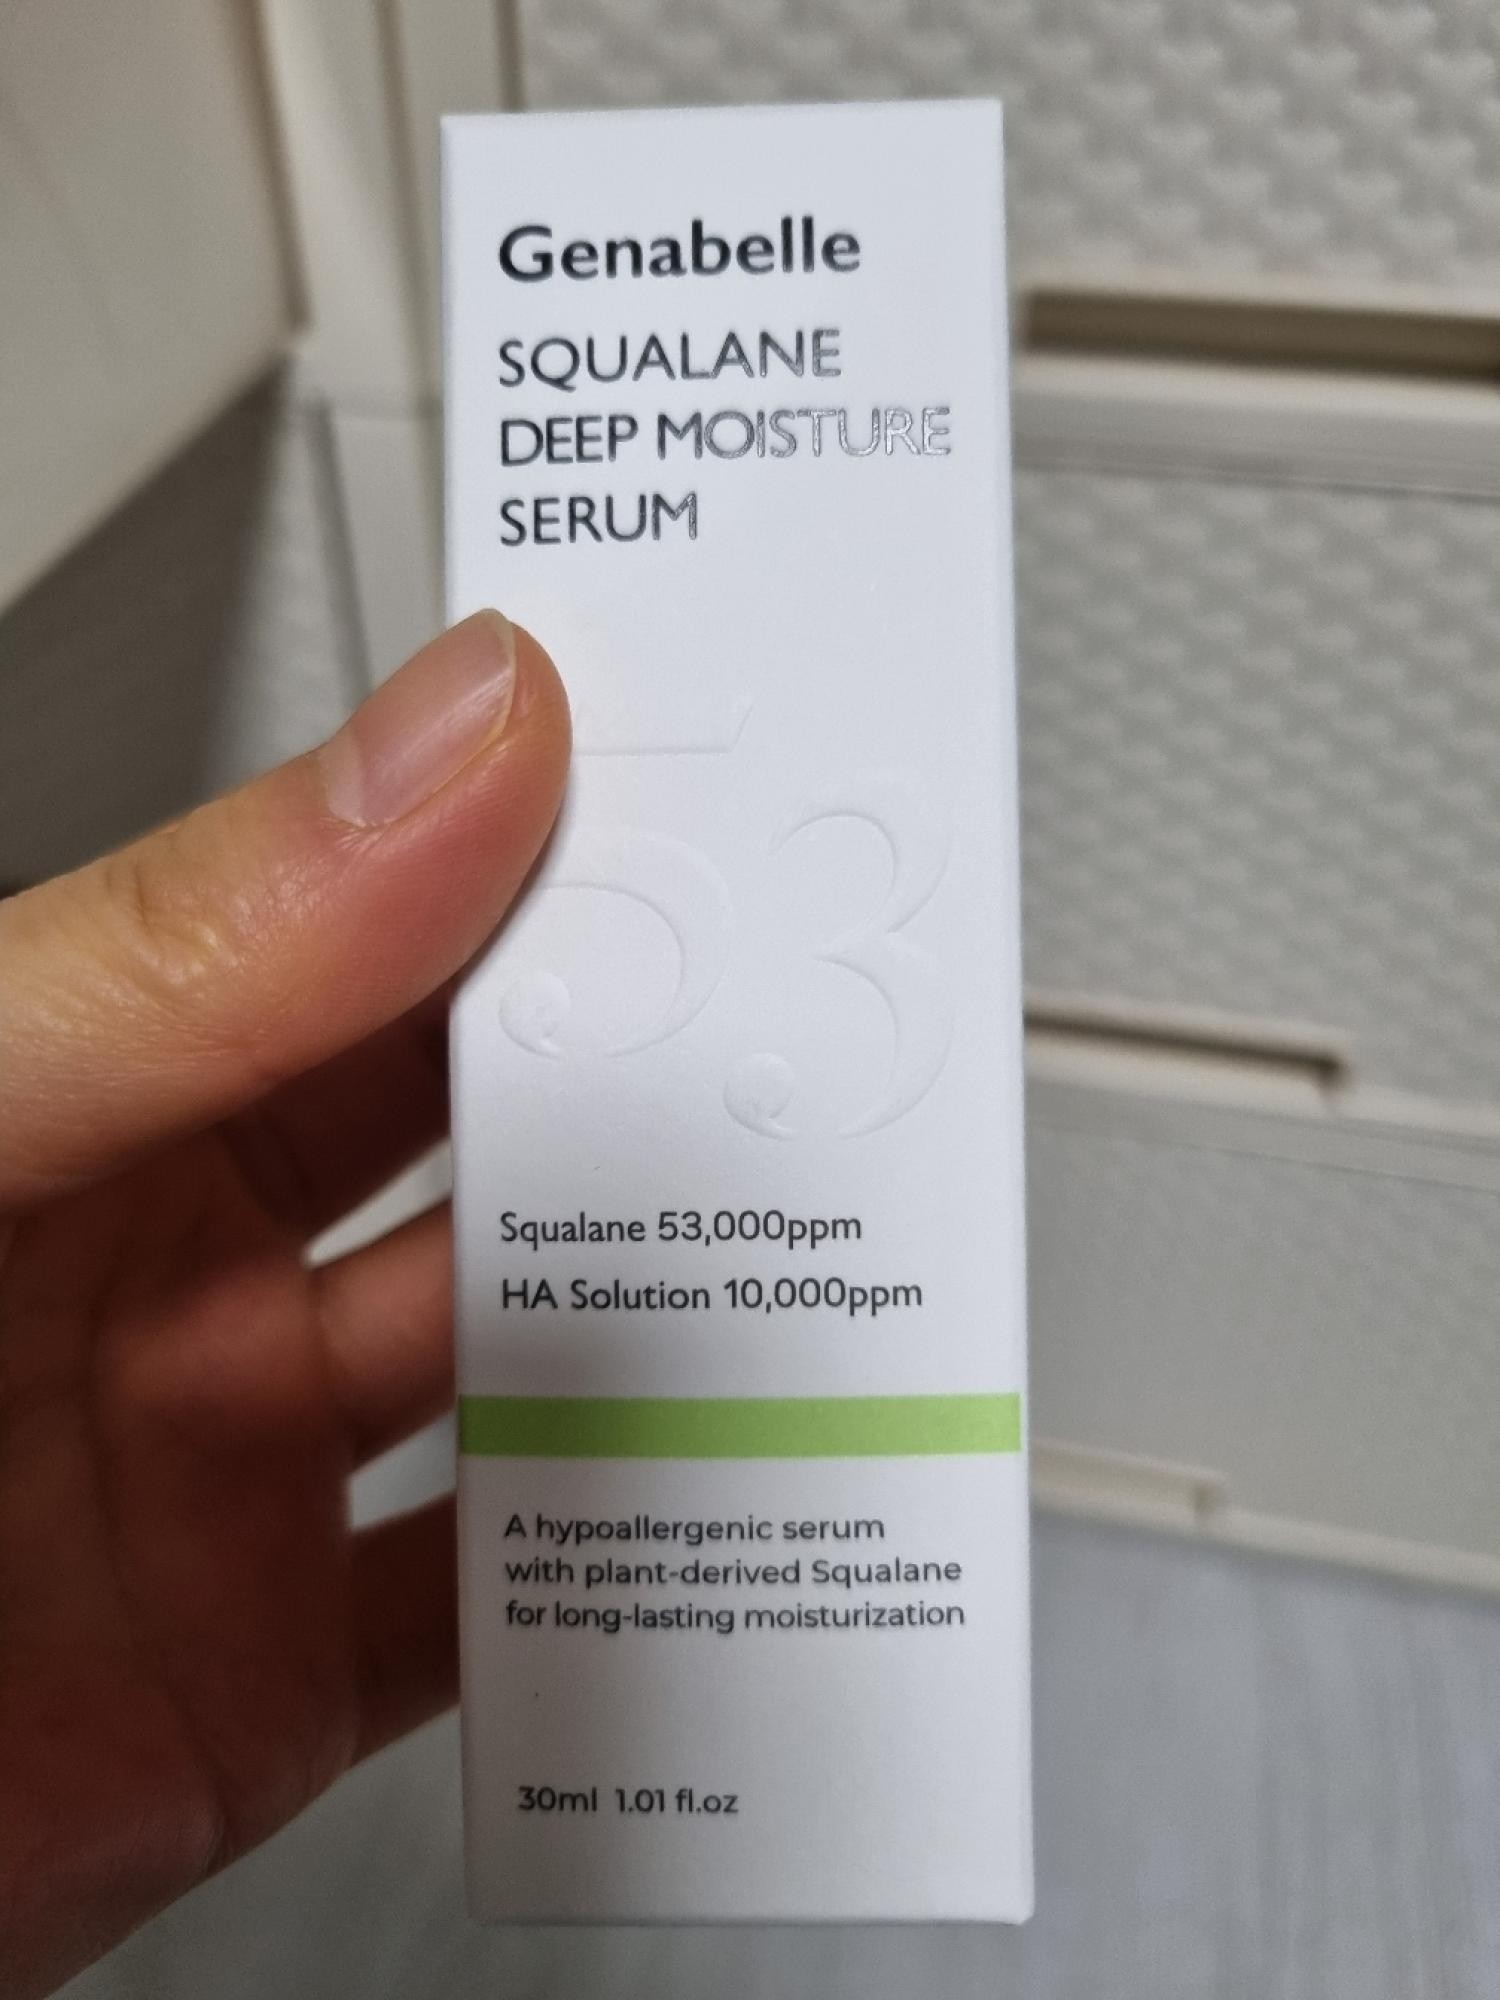 Genabelle
SQUALANE
DEEP MOISTURE
SERUM
53
Squalane 53,000ppm
HA Solution 10,000ppm
A hypoallergenic serum
with plant-derived Squalane
for long-lasting moisturization
30ml 1.01 fl.oz